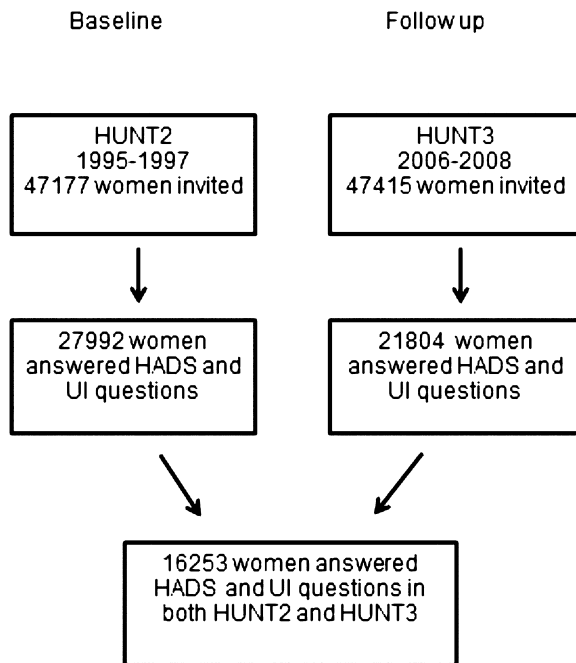 Baseline
Follow up
HUNT2
1995-1997
47177 women invited
HUNT3
2006-2008
47415 women invited
27992 women
answered HADS and
UI questions
21804 women
answered HADS and
UI questions
16253 women answered
HADS and UI questions in
both HUNT2 and HUNT3